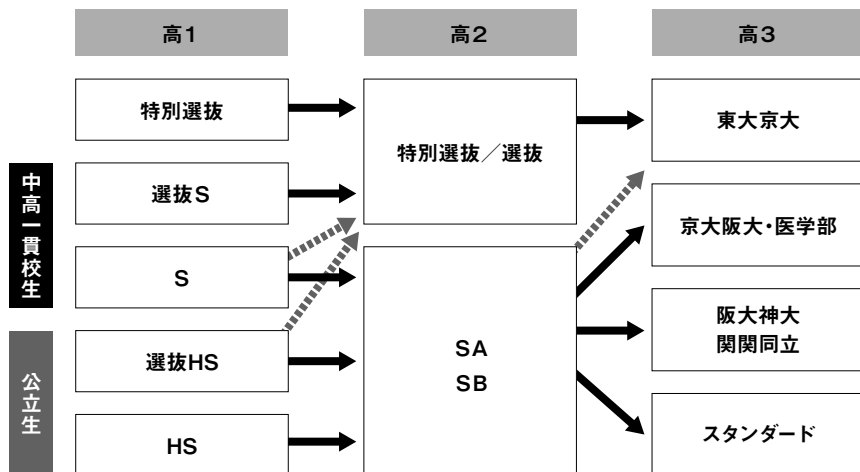 高1
高2
高3
中高一貫校生
公立生
特別選抜
選抜S
S
選抜HS
HS
特別選抜／選抜
SA
SB
東大京大
京大阪大・医学部
阪大神大
関関同立
スタンダード